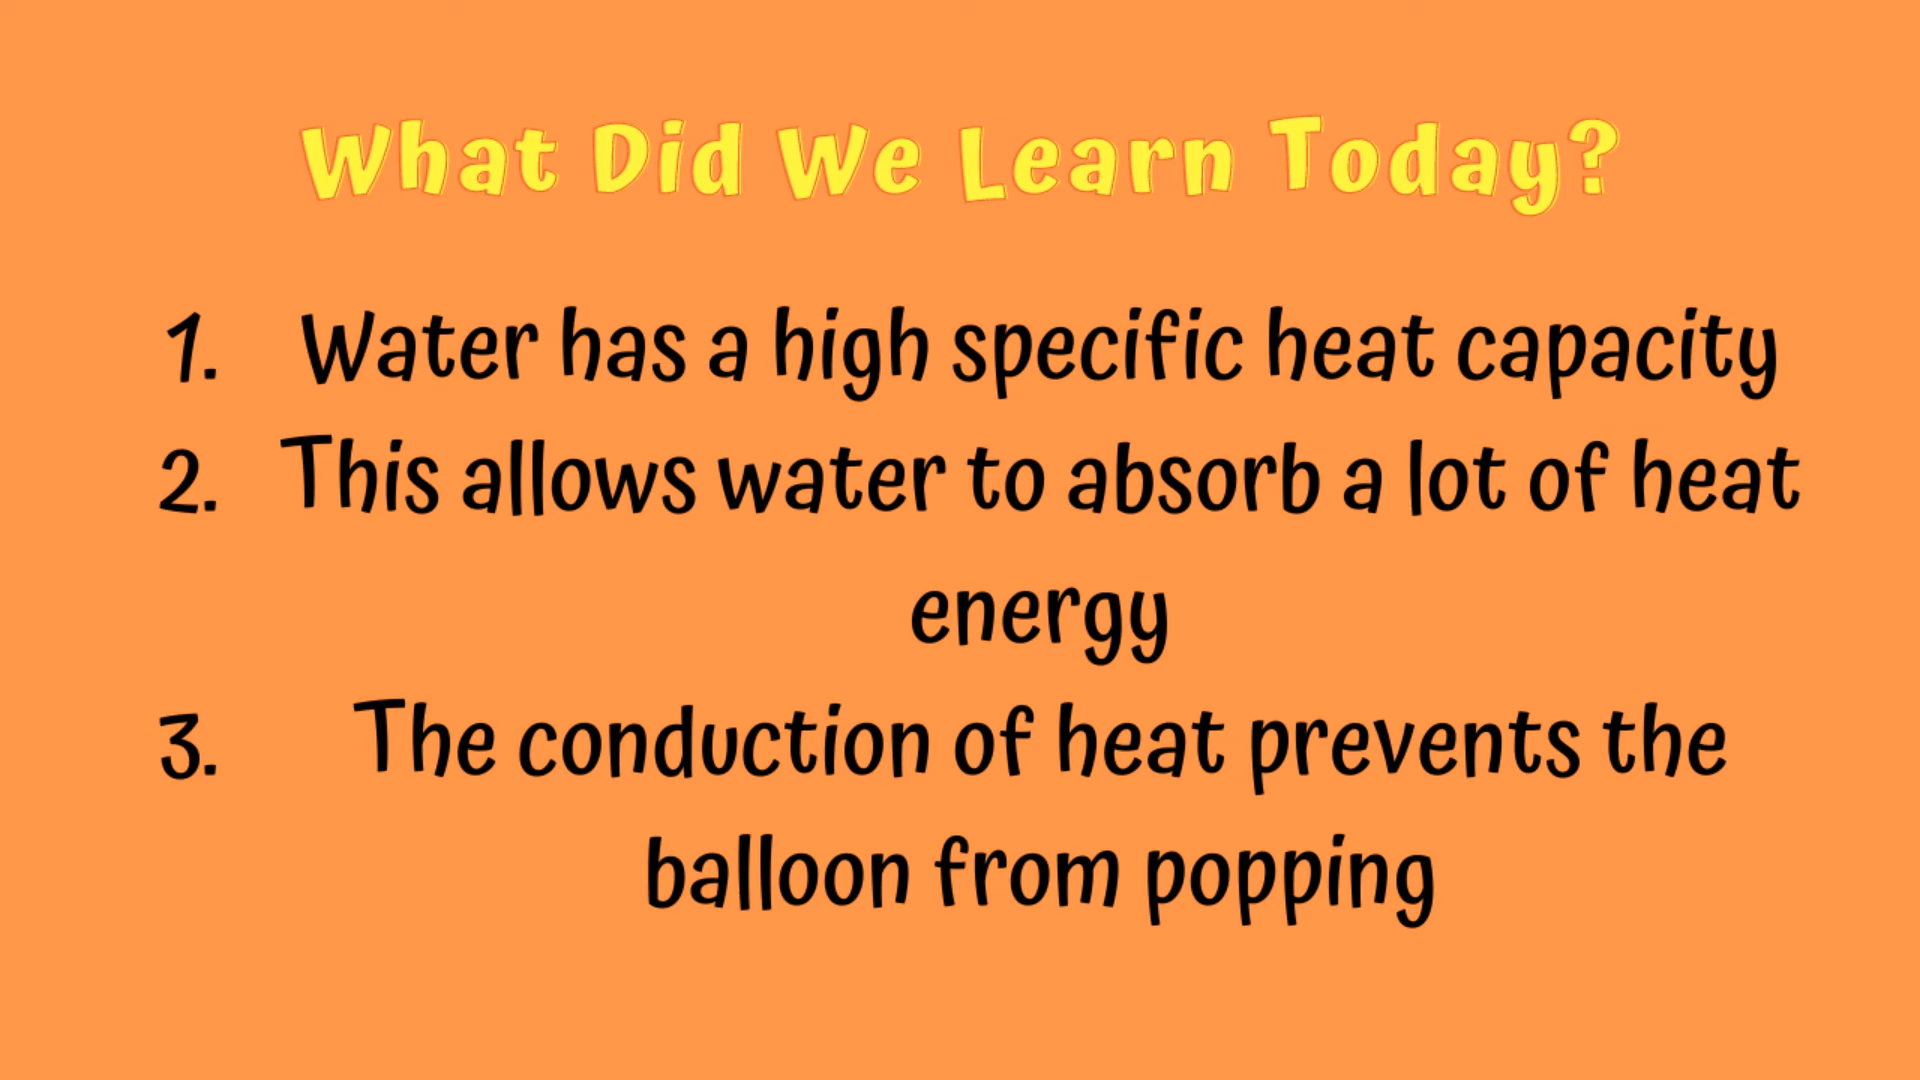 What Did We Learn Today?
1. Water has a high specific heat capacity
2. This allows water to absorb a lot of heat
energy
3. The conduction of heat prevents the
balloon from popping